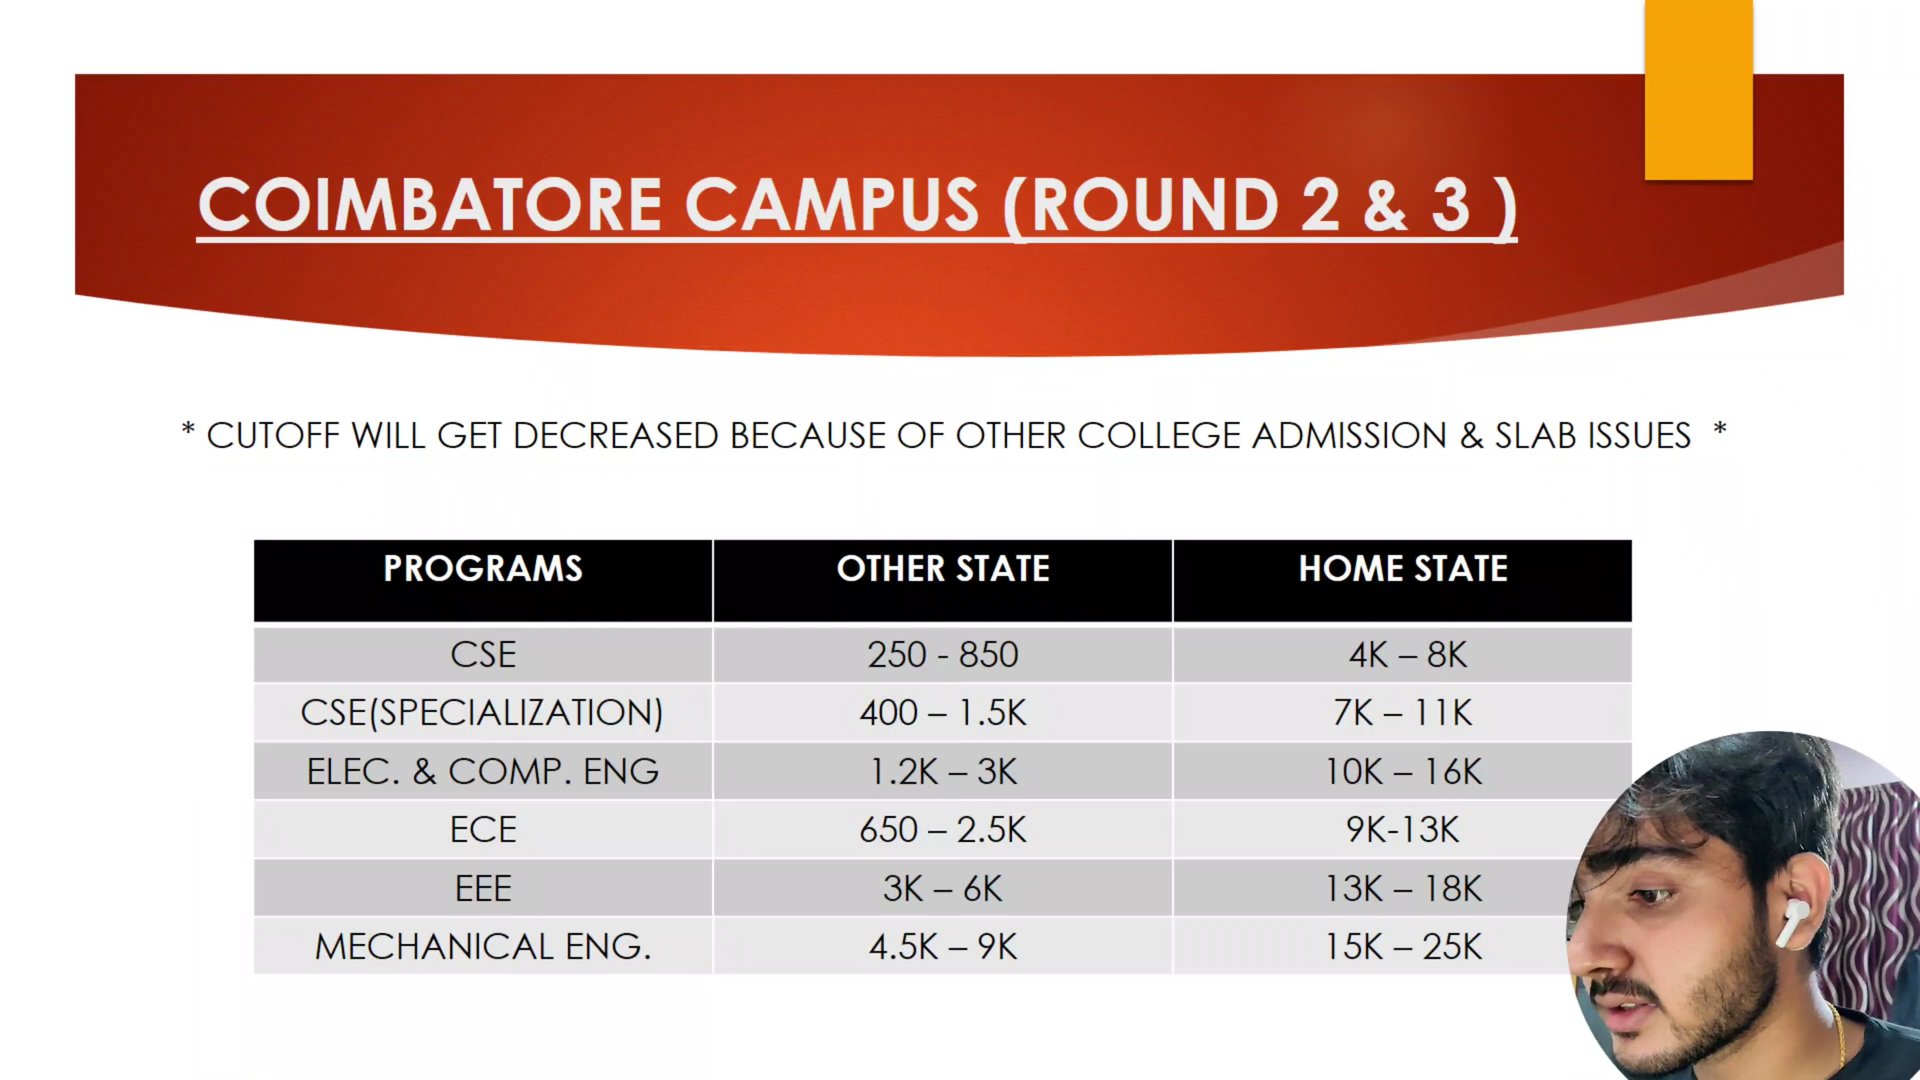 COIMBATORE CAMPUS (ROUND 2 & 3 )
* CUTOFF WILL GET DECREASED BECAUSE OF OTHER COLLEGE ADMISSION & SLAB ISSUES *
PROGRAMS OTHER STATE HOME STATE
CSE 250 - 850 4K – 8K
CSE(SPECIALIZATION) 400 – 1.5K 7K – 11K
ELEC. & COMP. ENG 1.2K – 3K 10K – 16K
ECE 650 – 2.5K 9K-13K
EEE 3K – 6K 13K – 18K
MECHANICAL ENG. 4.5K – 9K 15K – 25K